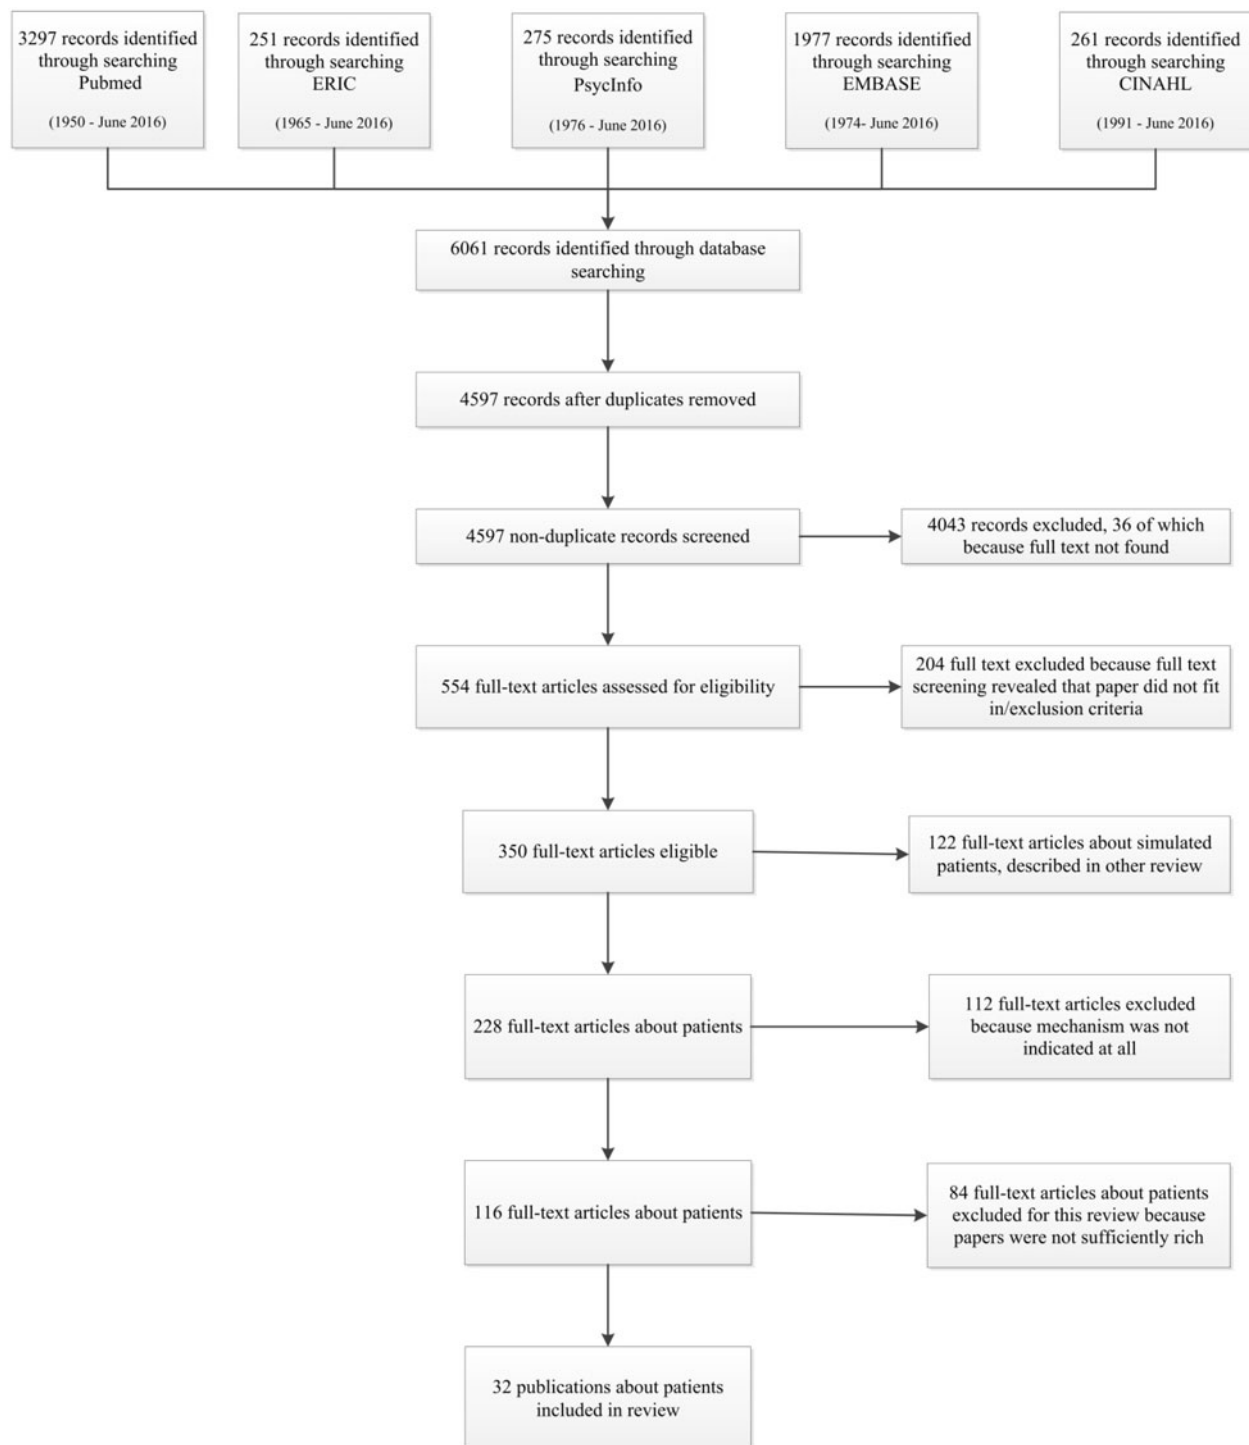 3297 records identified
through searching
Pubmed
(1950 - June 2016)
251 records identified
through searching
ERIC
(1965 - June 2016)
275 records identified
through searching
PsycInfo
(1976 - June 2016)
1977 records identified
through searching
EMBASE
(1974- June 2016)
261 records identified
through searching
CINAHL
(1991 - June 2016)
6061 records identified through database
searching
4597 records after duplicates removed
4597 non-duplicate records screened
4043 records excluded, 36 of which
because full text not found
554 full-text articles assessed for eligibility
204 full text excluded because full text
screening revealed that paper did not fit
in/exclusion criteria
350 full-text articles eligible
122 full-text articles about simulated
patients, described in other review
228 full-text articles about patients
112 full-text articles excluded
because mechanism was not
indicated at all
116 full-text articles about patients
84 full-text articles about patients
excluded for this review because
papers were not sufficiently rich
32 publications about patients
included in review